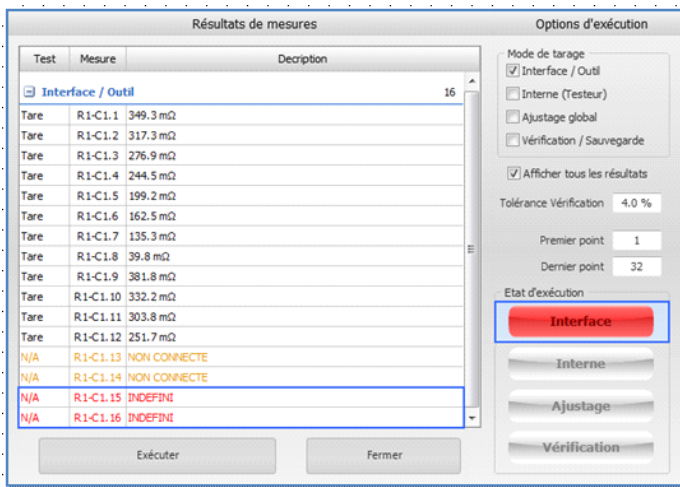 Résultats de mesures
Test Mesure Decription
Interface / Outil 16
Tare R1-C1.1 349.3 mΩ
Tare R1-C1.2 317.3 mΩ
Tare R1-C1.3 276.9 mΩ
Tare R1-C1.4 244.5 mΩ
Tare R1-C1.5 199.2 mΩ
Tare R1-C1.6 162.5 mΩ
Tare R1-C1.7 135.3 mΩ
Tare R1-C1.8 39.8 mΩ
Tare R1-C1.9 381.8 mΩ
Tare R1-C1.10 332.2 mΩ
Tare R1-C1.11 303.8 mΩ
Tare R1-C1.12 251.7 mΩ
N/A R1-C1.13 NON CONNECTE
N/A R1-C1.14 NON CONNECTE
N/A R1-C1.15 INDEFINI
N/A R1-C1.16 INDEFINI
Exécuter Fermer
Options d'exécution
Mode de tarage
Interface / Outil
Interne (Testeur)
Ajustage global
Vérification / Sauvegarde
Afficher tous les résultats
Tolérance Vérification 4.0 %
Premier point 1
Dernier point 32
Etat d'exécution
Interface
Interne
Ajustage
Vérification